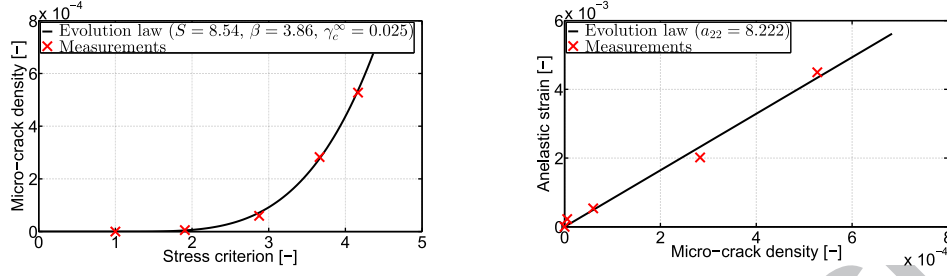 8 x 10⁻⁴
Evolution law (S = 8.54, β = 3.86, γ_c^∞ = 0.025)
Measurements
6
4
2
0
Micro−crack density [−]
0 1 2 3 4 5
Stress criterion [−]
6 x 10⁻³
Evolution law (a₂₂ = 8.222)
Measurements
4
2
0
Anelastic strain [−]
0 2 4 6 8
Micro−crack density [−]
x 10⁻⁴